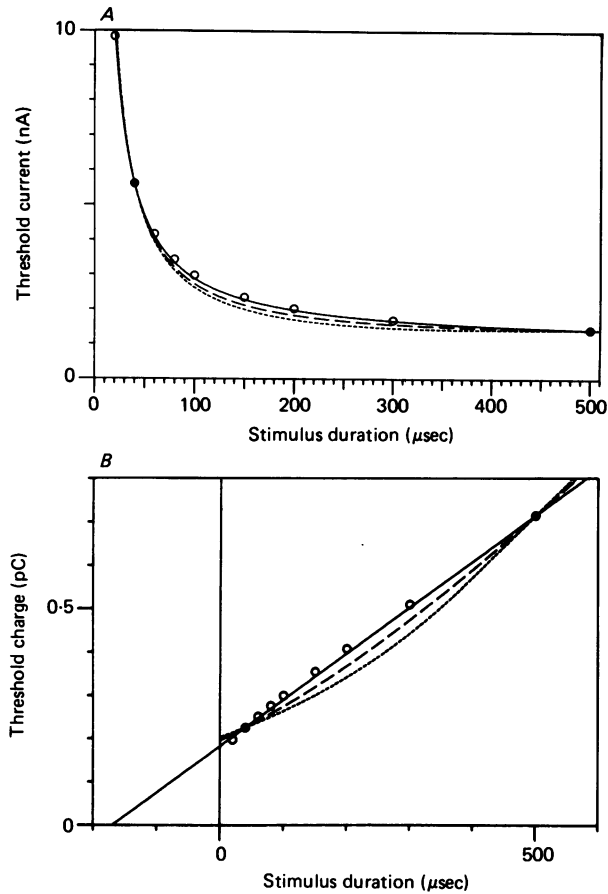 A
10
Threshold current (nA)
0
0 100 200 300 400 500
Stimulus duration (μsec)
B
0·5
Threshold charge (pC)
0
0 500
Stimulus duration (μsec)